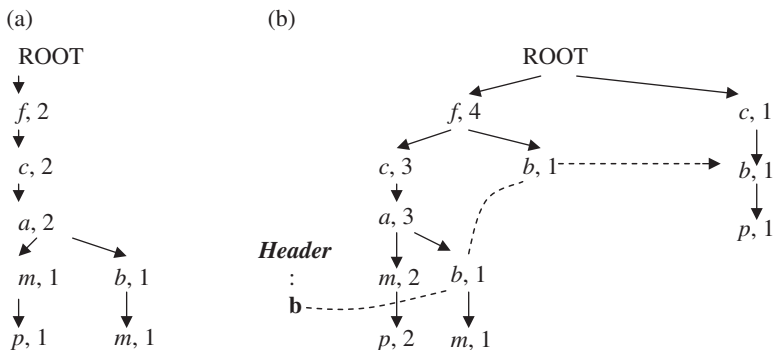 (a)
ROOT
f, 2
c, 2
a, 2
m, 1 b, 1
p, 1 m, 1
(b)
ROOT
f, 4 c, 1
c, 3 b, 1 b, 1
a, 3 p, 1
Header
: m, 2 b, 1
b
p, 2 m, 1